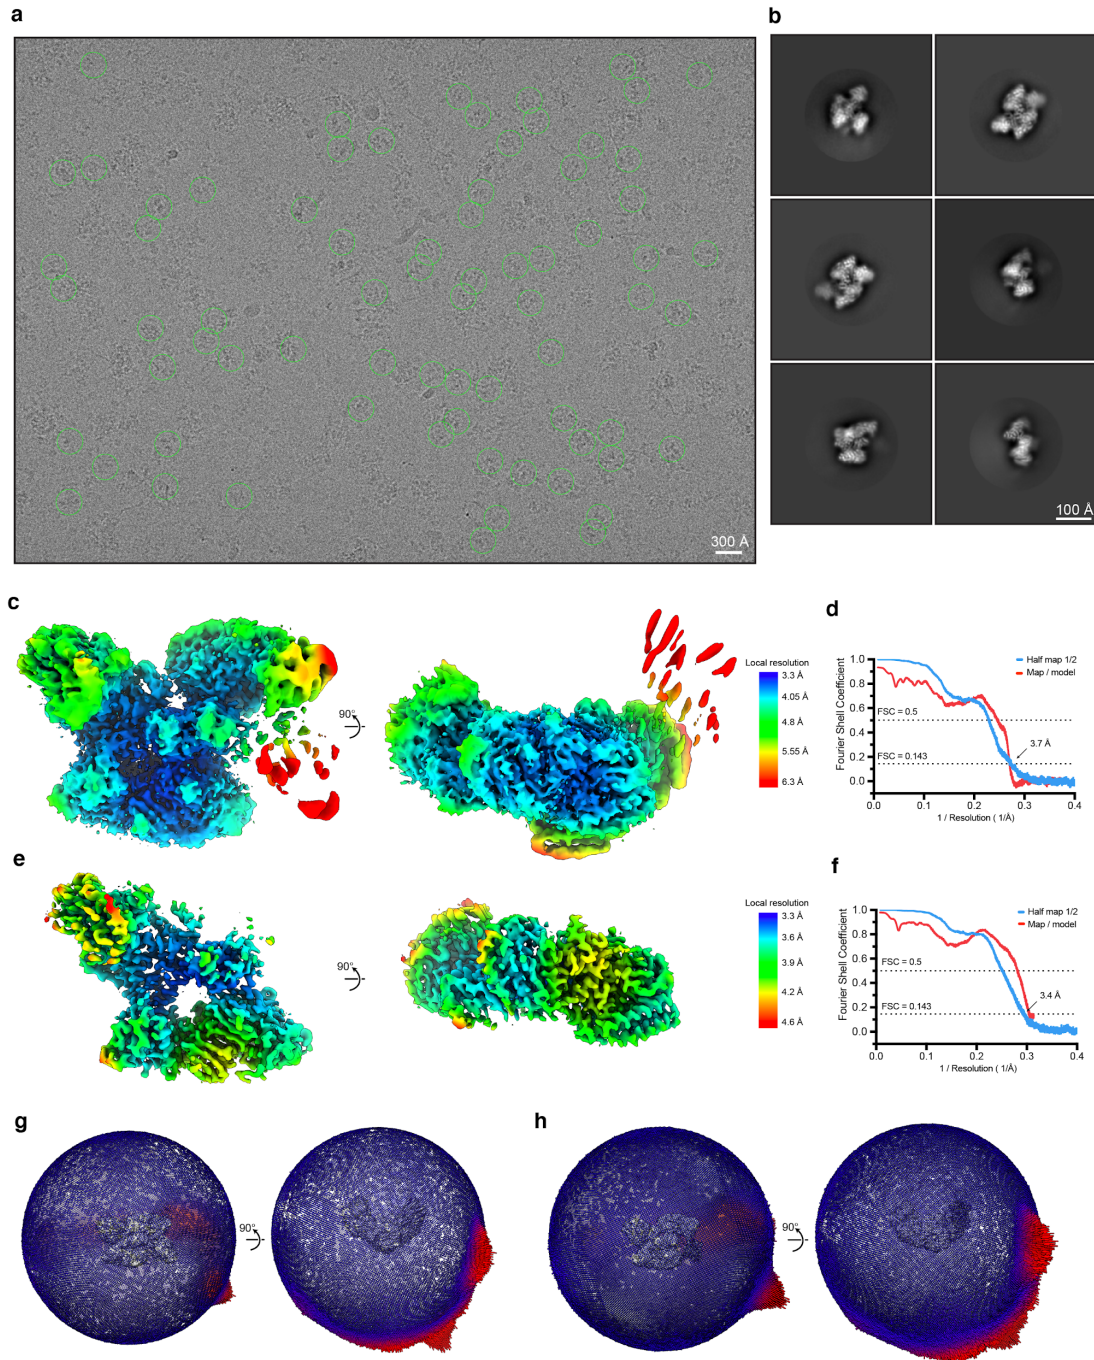 a
300 Å
b
100 Å
c
90°
Local resolution
3.3 Å
4.05 Å
4.8 Å
5.55 Å
6.3 Å
d
Half map 1/2
Map / model
Fourier Shell Coefficient
1.0
0.8
0.6
0.4
0.2
0.0
FSC = 0.5
3.7 Å
FSC = 0.143
0.0 0.1 0.2 0.3 0.4
1 / Resolution ( 1/Å)
e
90°
Local resolution
3.3 Å
3.6 Å
3.9 Å
4.2 Å
4.6 Å
f
Half map 1/2
Map / model
Fourier Shell Coefficient
1.0
0.8
0.6
0.4
0.2
0.0
FSC = 0.5
3.4 Å
FSC = 0.143
0.0 0.1 0.2 0.3 0.4
1 / Resolution ( 1/Å)
g
90°
h
90°